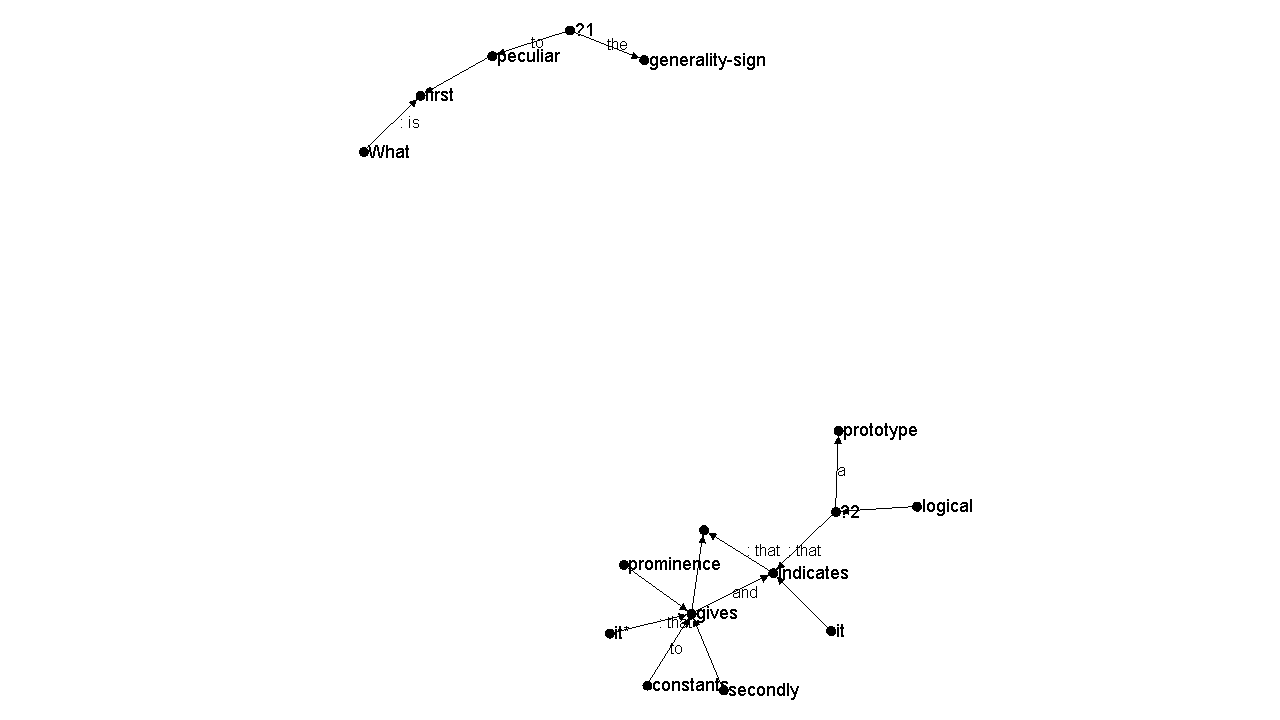 ?1
to
the
peculiar
generality-sign
first
: is
What
prototype
a
logical
?2
: that
: that
prominence
indicates
and
gives
: that
it*
it
to
constants
secondly